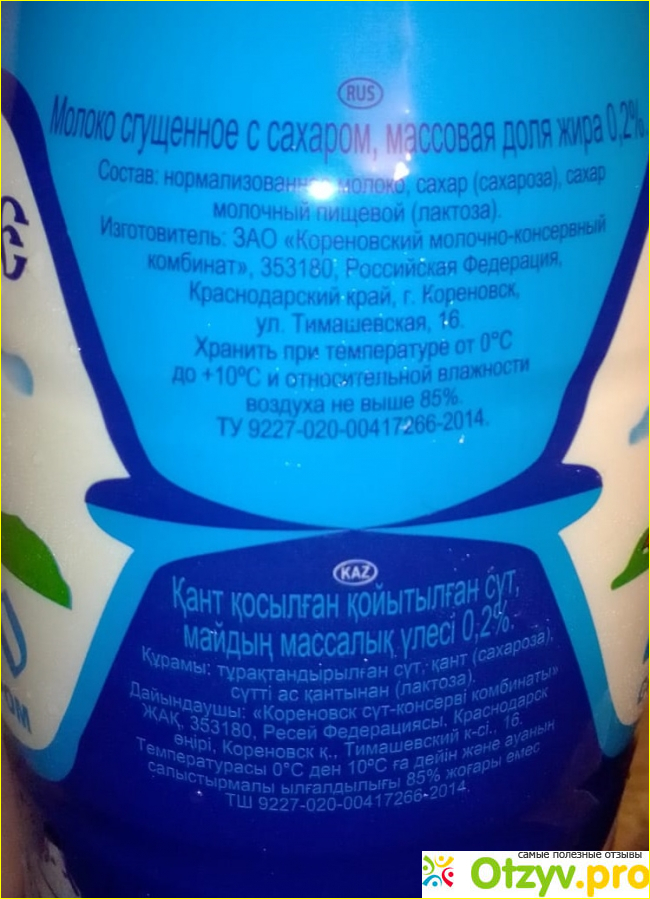 RUS
Молоко сгущенное с сахаром, массовая доля жира 0,2%.
Состав: нормализованное молоко, сахар (сахароза), сахар
молочный пищевой (лактоза).
Изготовитель: ЗАО «Кореновский молочно-консервный
комбинат», 353180, Российская Федерация,
Краснодарский край, г. Кореновск,
ул. Тимашевская, 16.
Хранить при температуре от 0°С
до +10°С и относительной влажности
воздуха не выше 85%.
ТУ 9227-020-00417266-2014.
KAZ
Қант қосылған қойытылған сүт,
майдың массалық үлесі 0,2%.
Құрамы: тұрақтандырылған сүт, қант (сахароза),
сүтті ас қантынан (лактоза).
Дайындаушы: «Кореновск сүт-консерві комбинаты»
ЖАҚ, 353180, Ресей Федерациясы, Краснодарск
өңірі, Кореновск қ., Тимашевский к-сі., 16.
Температурасы 0°С ден 10°С ға дейін және ауаның
салыстырмалы ылғалдылығы 85% жоғары емес
ТШ 9227-020-00417266-2014.
самые полезные отзывы
Otzyv.pro